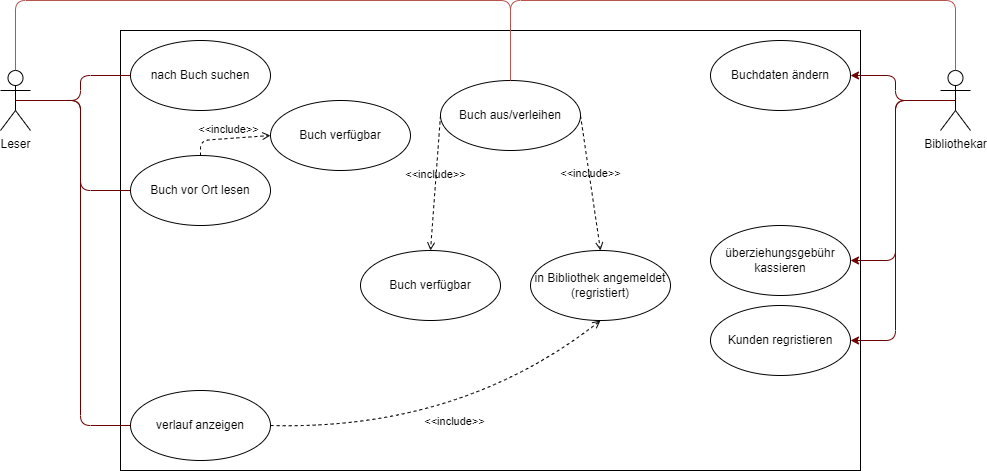 nach Buch suchen
Buchdaten ändern
Buch aus/verleihen
<<include>>
Buch verfügbar
Leser
Bibliothekar
<<include>>
<<include>>
Buch vor Ort lesen
überziehungsgebühr
kassieren
in Bibliothek angemeldet
(regristiert)
Buch verfügbar
Kunden regristieren
<<include>>
verlauf anzeigen